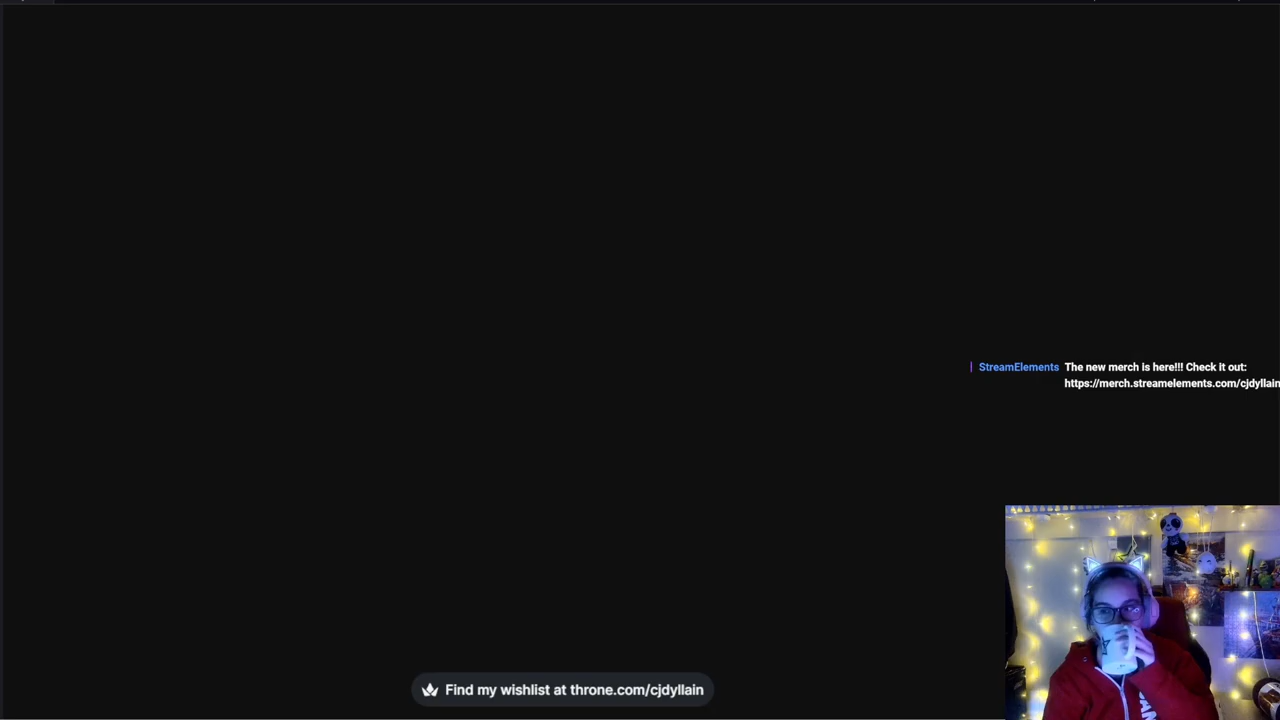 StreamElements The new merch is here!!! Check it out:
https://merch.streamelements.com/cjdyllain
Find my wishlist at throne.com/cjdyllain